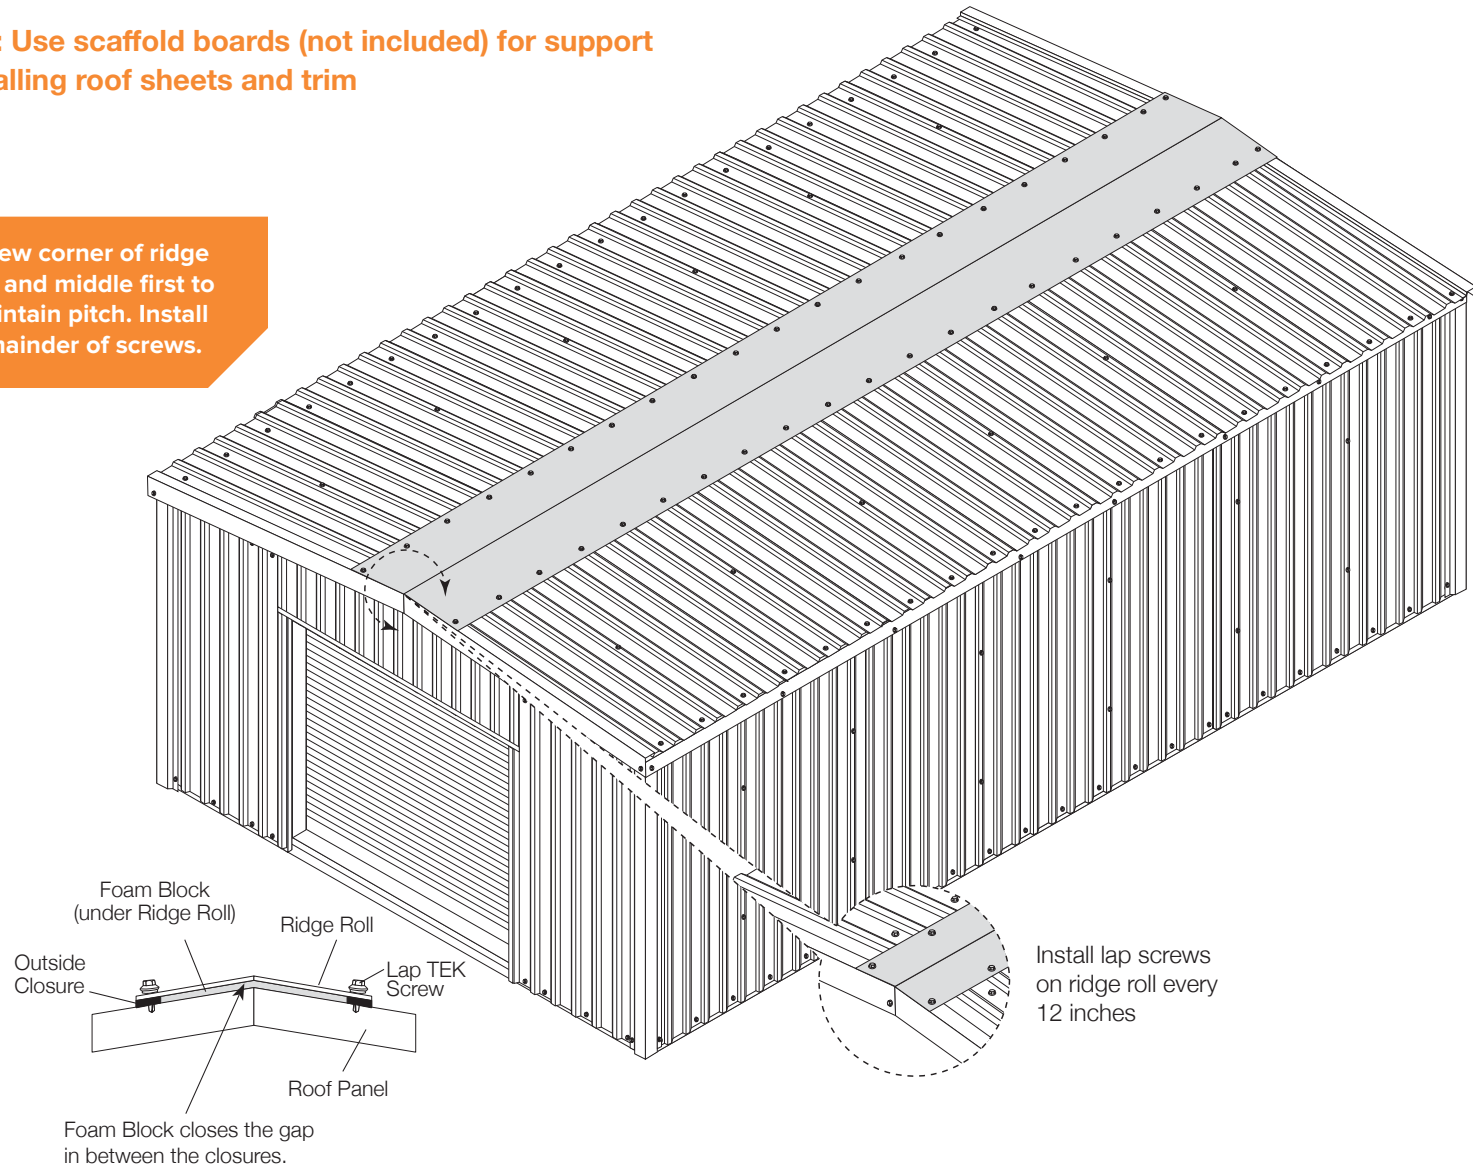 : Use scaffold boards (not included) for support
alling roof sheets and trim
ew corner of ridge
and middle first to
intain pitch. Install
nainder of screws.
Foam Block
(under Ridge Roll)
Ridge Roll
Outside
Closure
Lap TEK
Screw
Roof Panel
Foam Block closes the gap
in between the closures.
Install lap screws
on ridge roll every
12 inches